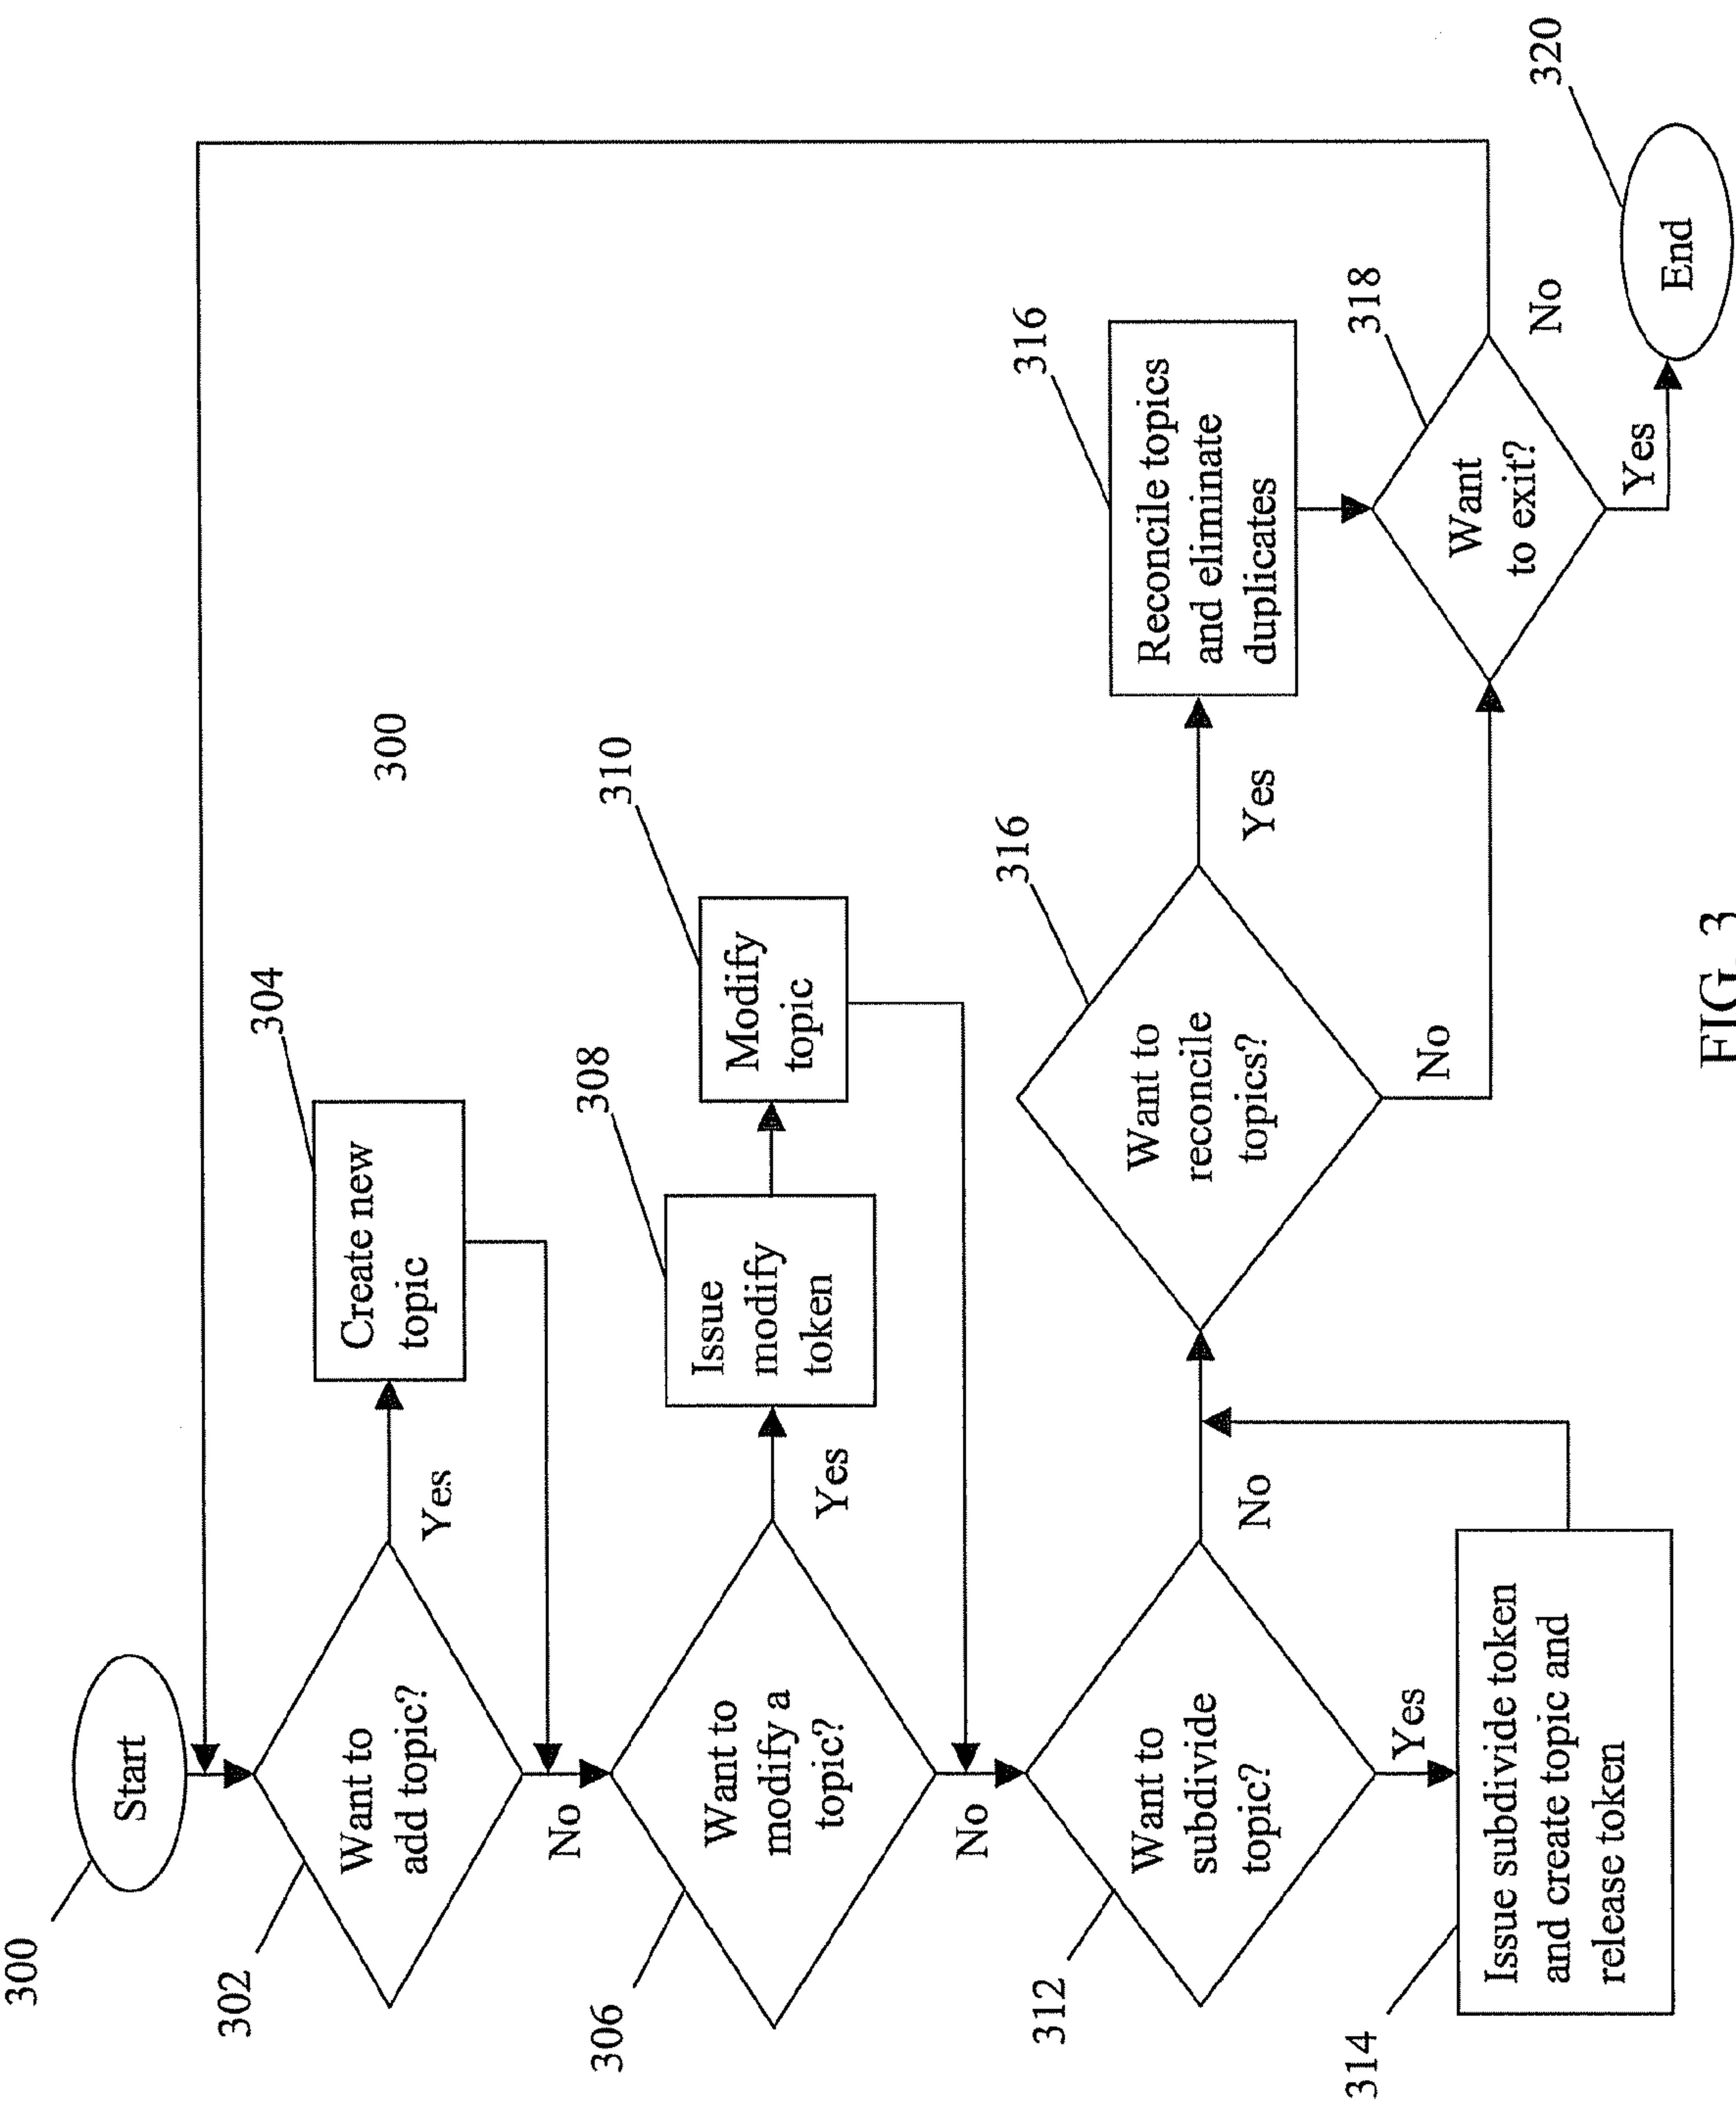 300
Start
302
Want to
add topic?
Yes
304
Create new
topic
300
No
306
Want to
modify a
topic?
Yes
308
Issue
modify
token
310
Modify
topic
No
312
Want to
subdivide
topic?
Yes
314
Issue subdivide token
and create topic and
release token
No
316
Want to
reconcile
topics?
Yes
316
Reconcile topics
and eliminate
duplicates
No
318
Want
to exit?
No
Yes
320
End
FIG. 3